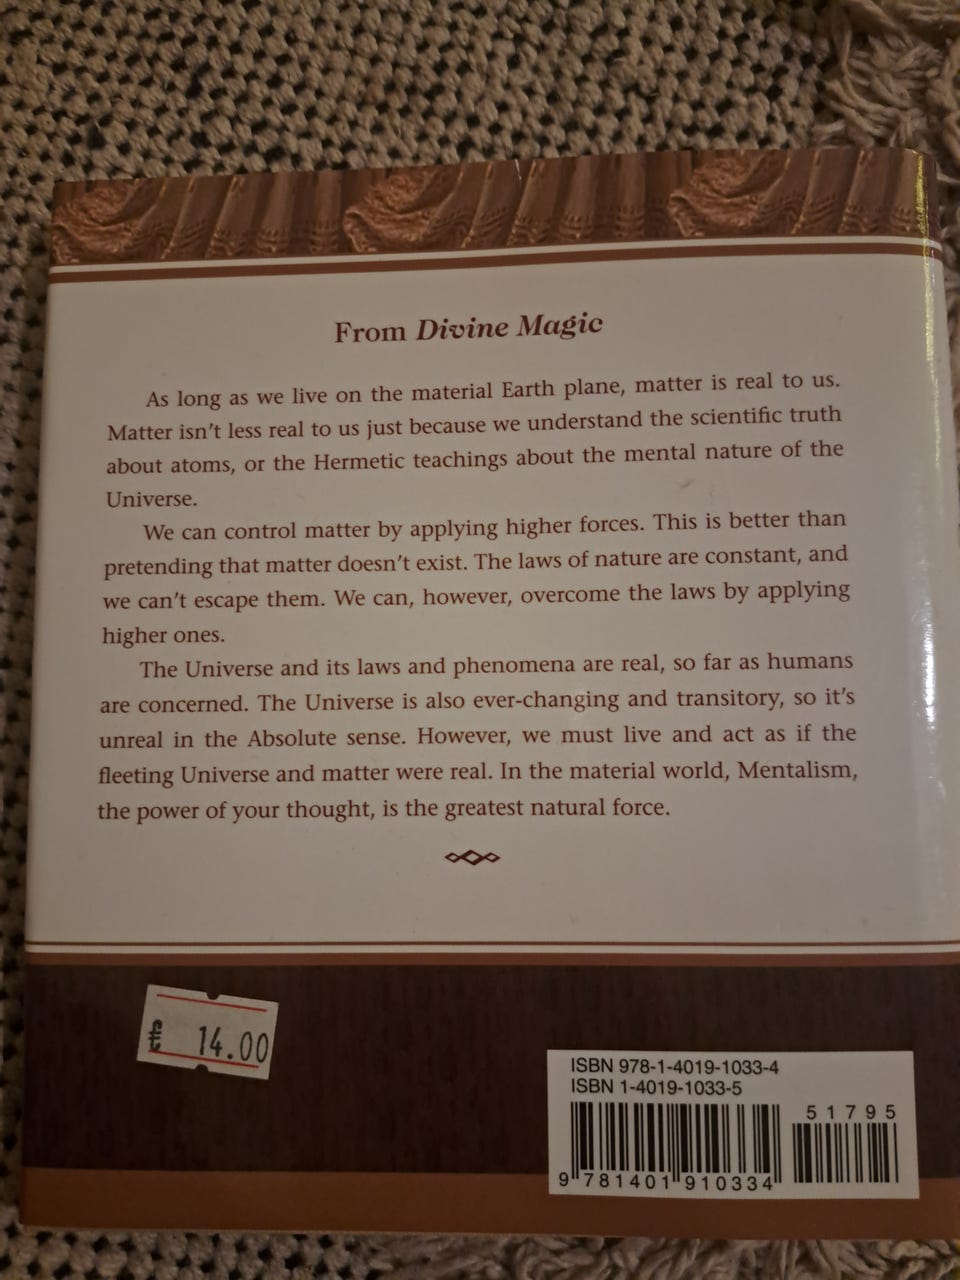 From Divine Magic
As long as we live on the material Earth plane, matter is real to us.
Matter isn't less real to us just because we understand the scientific truth
about atoms, or the Hermetic teachings about the mental nature of the
Universe.
We can control matter by applying higher forces. This is better than
pretending that matter doesn't exist. The laws of nature are constant, and
we can't escape them. We can, however, overcome the laws by applying
higher ones.
The Universe and its laws and phenomena are real, so far as humans
are concerned. The Universe is also ever-changing and transitory, so it's
unreal in the Absolute sense. However, we must live and act as if the
fleeting Universe and matter were real. In the material world, Mentalism,
the power of your thought, is the greatest natural force.
£ 14.00
ISBN 978-1-4019-1033-4
ISBN 1-4019-1033-5
51795
9 781401 910334